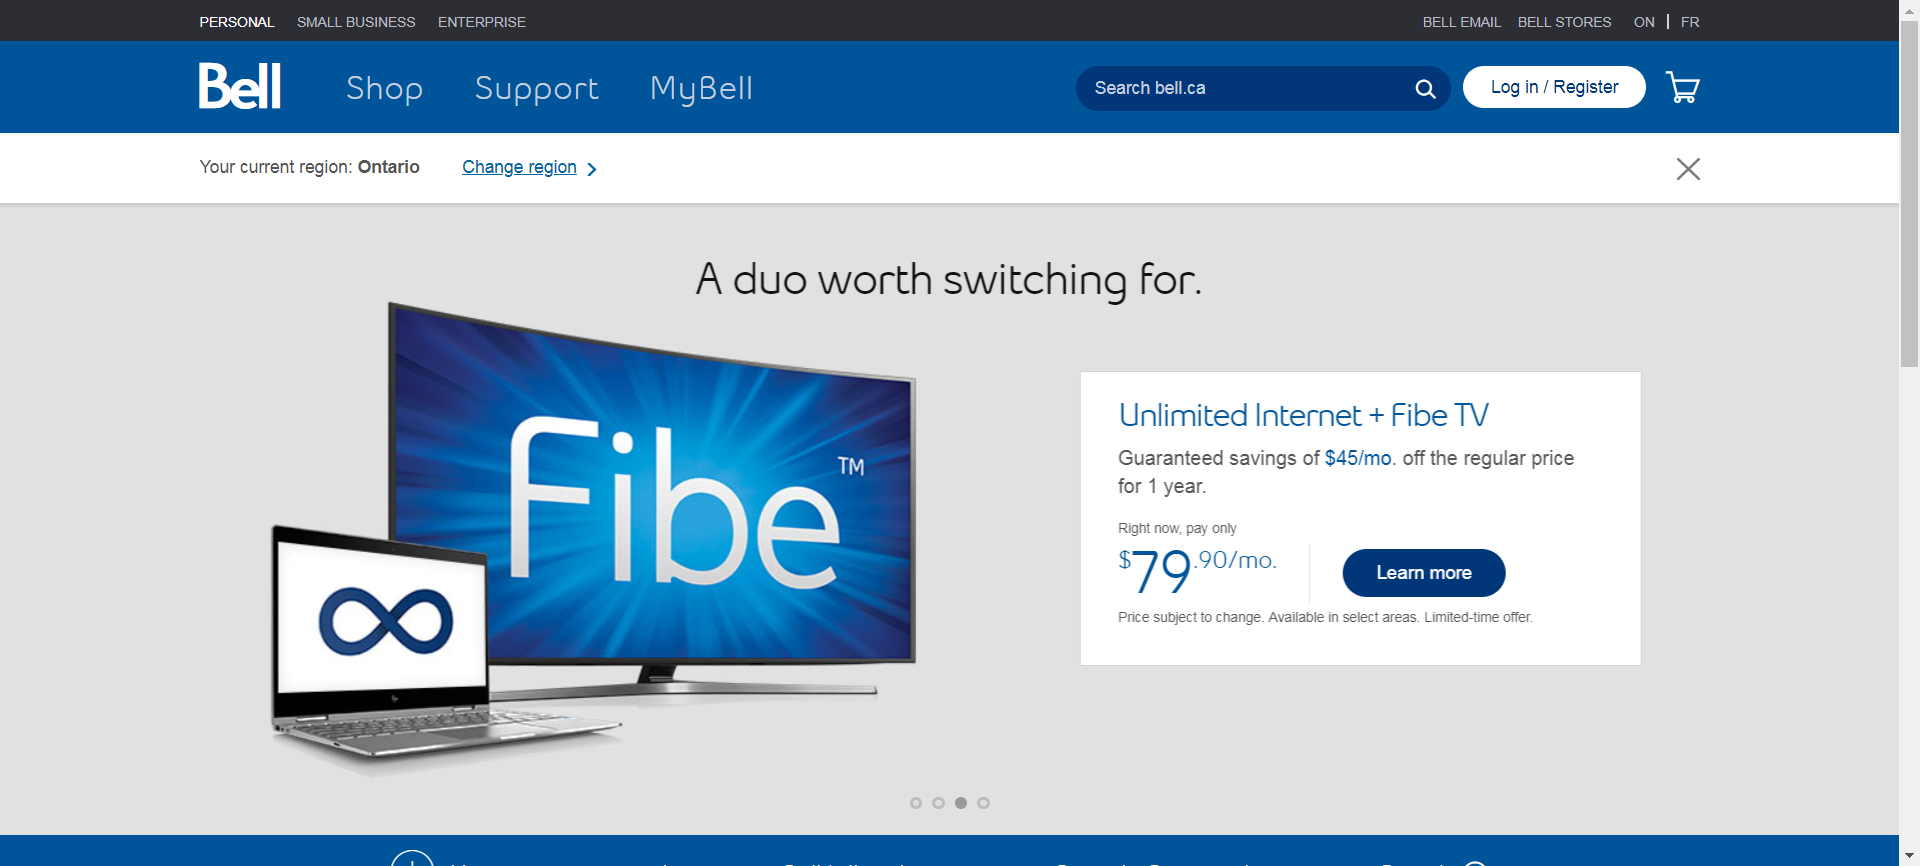 PERSONAL SMALL BUSINESS ENTERPRISE BELL EMAIL BELL STORES ON FR
Bell Shop Support MyBell Search bell.ca Log in / Register
Your current region: Ontario Change region
A duo worth switching for.
Fibe™
Unlimited Internet + Fibe TV
Guaranteed savings of $45/mo. off the regular price
for 1 year.
Right now, pay only
$79.90/mo.
Learn more
Price subject to change. Available in select areas. Limited-time offer.